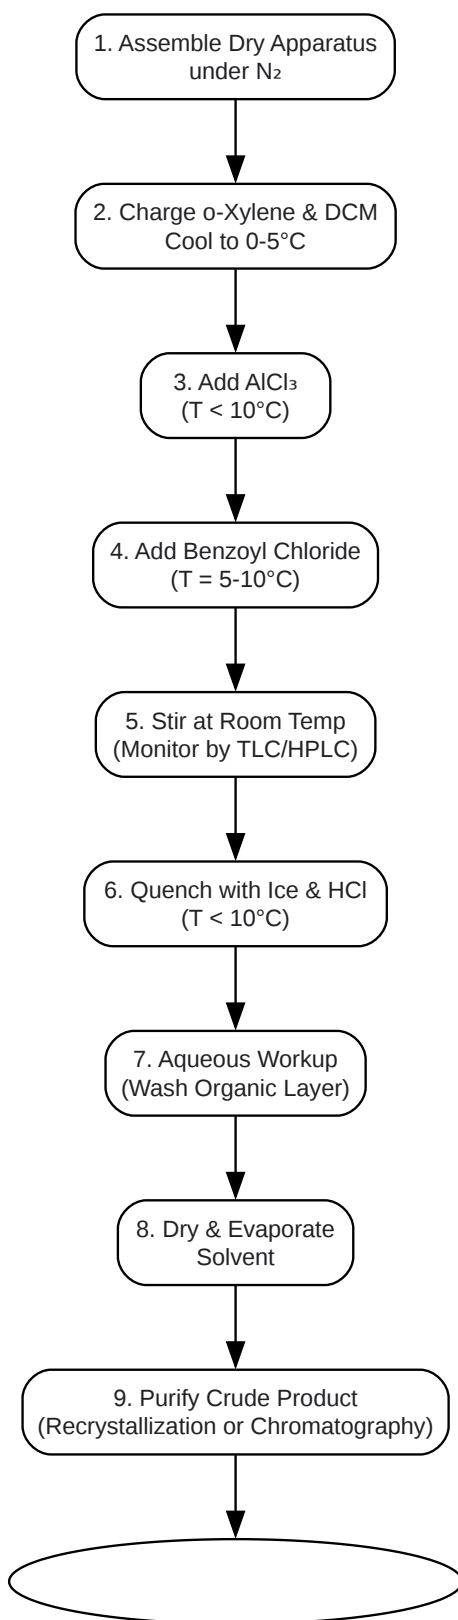 1. Assemble Dry Apparatus
under N₂
2. Charge o-Xylene & DCM
Cool to 0-5°C
3. Add AlCl₃
(T < 10°C)
4. Add Benzoyl Chloride
(T = 5-10°C)
5. Stir at Room Temp
(Monitor by TLC/HPLC)
6. Quench with Ice & HCl
(T < 10°C)
7. Aqueous Workup
(Wash Organic Layer)
8. Dry & Evaporate
Solvent
9. Purify Crude Product
(Recrystallization or Chromatography)